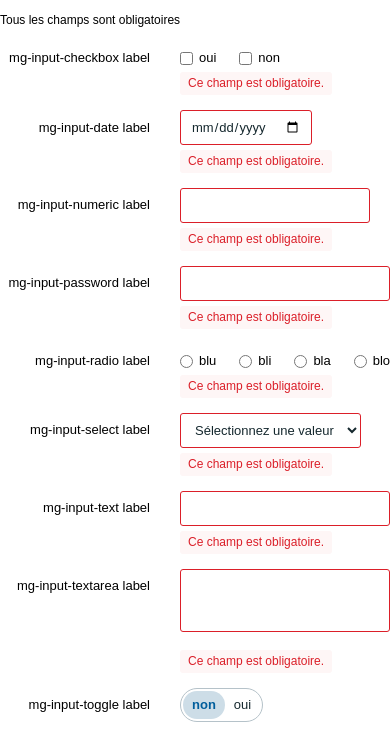 Tous les champs sont obligatoires
mg-input-checkbox label oui non
Ce champ est obligatoire.
mg-input-date label mm/dd/yyyy
Ce champ est obligatoire.
mg-input-numeric label
Ce champ est obligatoire.
mg-input-password label
Ce champ est obligatoire.
mg-input-radio label blu bli bla blo
Ce champ est obligatoire.
mg-input-select label Sélectionnez une valeur
Ce champ est obligatoire.
mg-input-text label
Ce champ est obligatoire.
mg-input-textarea label
Ce champ est obligatoire.
mg-input-toggle label non oui